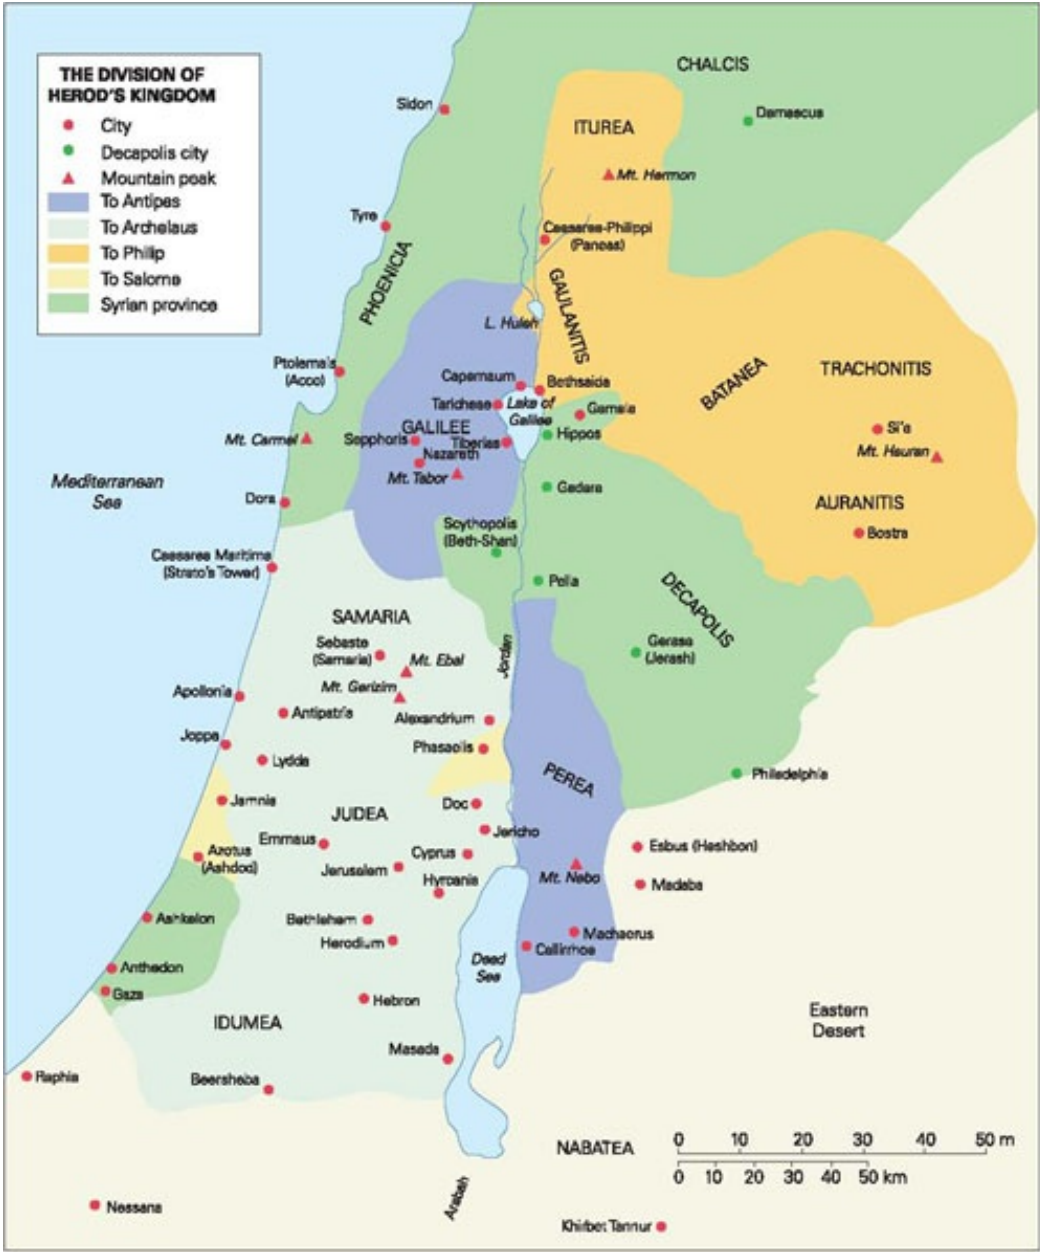 THE DIVISION OF
HEROD'S KINGDOM
City
Decapolis city
Mountain peak
To Antipas
To Archelaus
To Philip
To Salome
Syrian province
CHALCIS
Sidon
Damascus
ITUREA
Mt. Hermon
Tyre
Caesarea-Philippi
(Paneas)
PHOENICIA
GAULANITIS
L. Huleh
Ptolemais
(Acco)
Capernaum
Bethsaida
BATANEA
TRACHONITIS
Taricheae
Lake of
Galilee
Gamala
GALILEE
Mt. Carmel
Sepphoris
Tiberias
Hippos
Si'a
Nazareth
Mt. Hauran
Mt. Tabor
Mediterranean
Sea
Gadara
Dora
AURANITIS
Scythopolis
(Beth-Shan)
Bostra
Caesarea Maritima
(Strato's Tower)
Pella
DECAPOLIS
SAMARIA
Sebaste
(Samaria)
Mt. Ebal
Jordan
Gerasa
(Jerash)
Mt. Gerizim
Apollonia
Antipatris
Alexandrium
Joppa
Phasaelis
Lydda
PEREA
Philadelphia
Jamnia
Doc
JUDEA
Jericho
Emmaus
Azotus
(Ashdod)
Cyprus
Esbus (Heshbon)
Jerusalem
Hyrcania
Mt. Nebo
Madaba
Ashkelon
Bethlehem
Herodium
Machaerus
Callirrhoe
Dead
Sea
Anthedon
Gaza
Hebron
IDUMEA
Eastern
Desert
Masada
Raphia
Beersheba
NABATEA
0 10 20 30 40 50 m
0 10 20 30 40 50 km
Arabah
Nessana
Khirbet Tannur